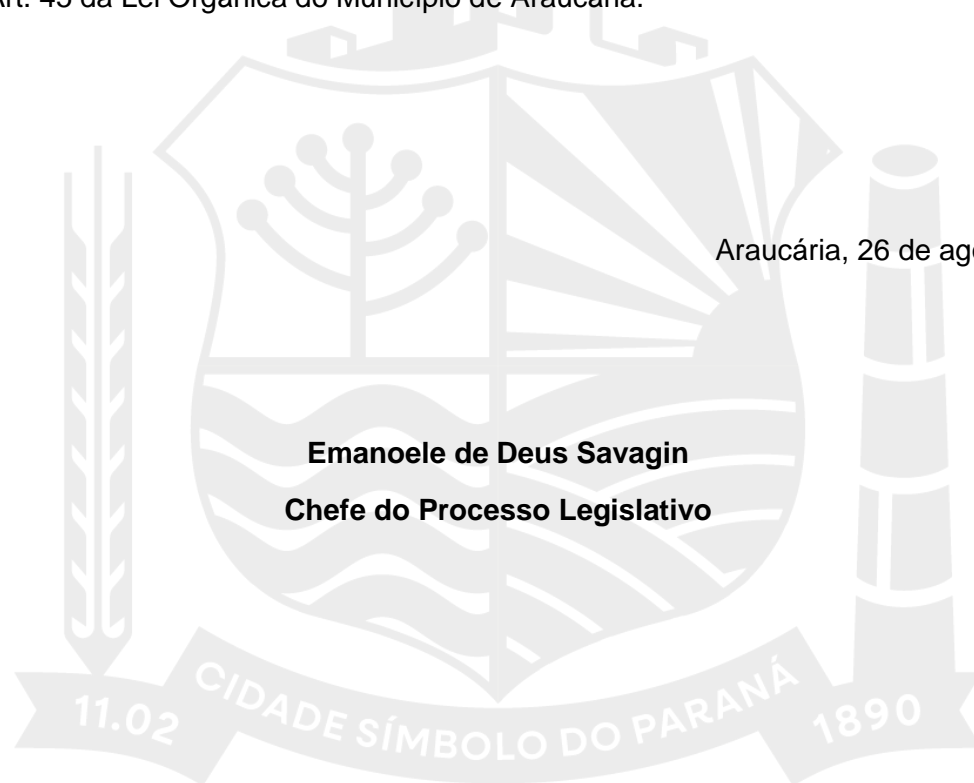 Art. 45 da Lei Orgânica do Município de Araucária.
Araucária, 26 de
Emanoele de Deus Savagin
Chefe do Processo Legislativo
CIDADE SÍMBOLO DO PARANÁ
11.02
1890